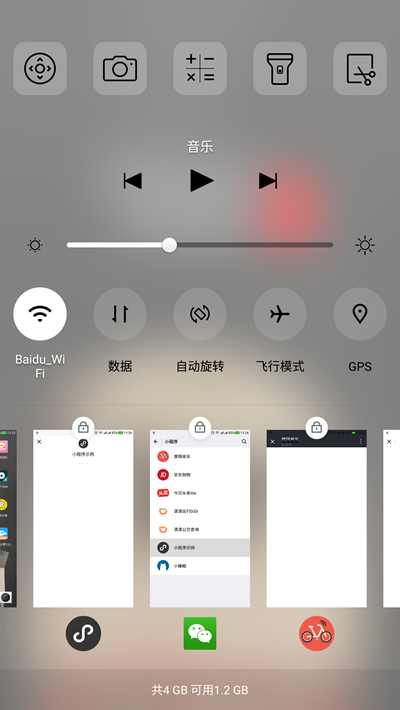 音乐
Baidu_Wi
Fi
数据
自动旋转
飞行模式
GPS
小程序示例
小程序
摩拜单车
京东购物
今日头条lite
滴滴出行DiDi
滴滴公交查询
小程序示例
小睡眠
摩拜单车
共4 GB 可用1.2 GB